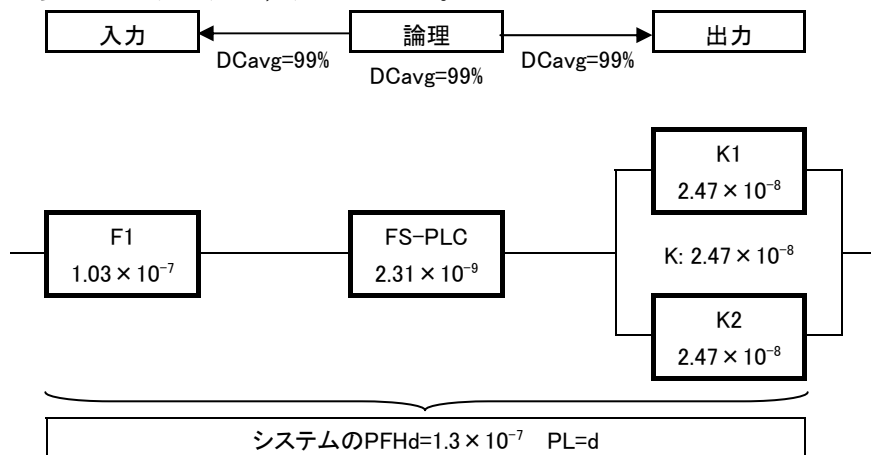 入力
論理
出力
DCavg=99%
DCavg=99%
DCavg=99%
K1
2.47×10⁻⁸
F1
1.03×10⁻⁷
FS-PLC
2.31×10⁻⁹
K: 2.47×10⁻⁸
K2
2.47×10⁻⁸
システムのPFHd=1.3×10⁻⁷ PL=d